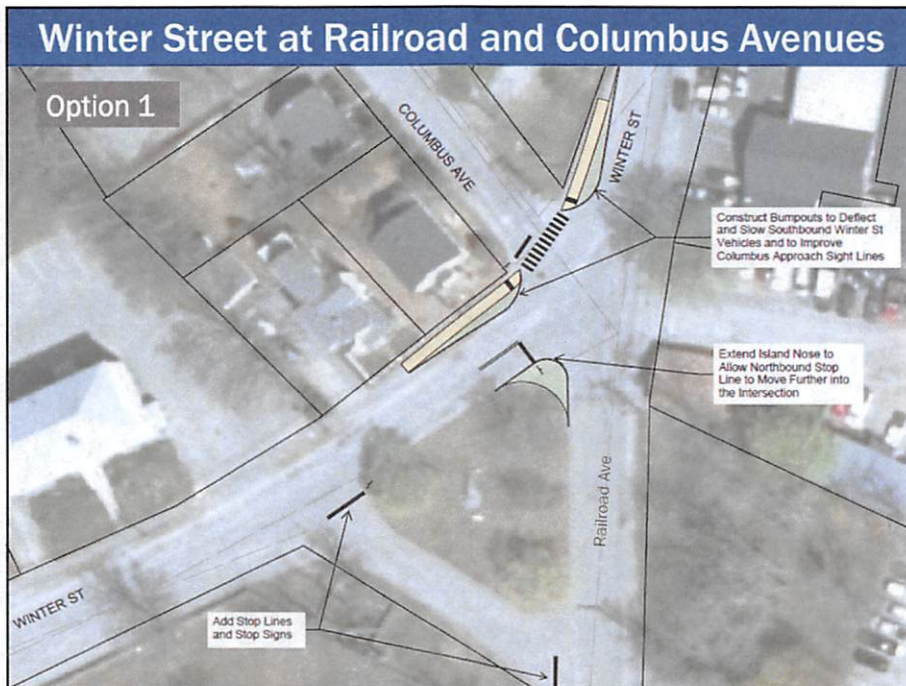 Winter Street at Railroad and Columbus Avenues
Option 1
COLUMBUS AVE
WINTER ST
Construct Bumpouts to Deflect
and Slow Southbound Winter St
Vehicles and to Improve
Columbus Approach Sight Lines
Extend Island Nose to
Allow Northbound Stop
Line to Move Further into
the Intersection
Railroad Ave
WINTER ST
Add Stop Lines
and Stop Signs